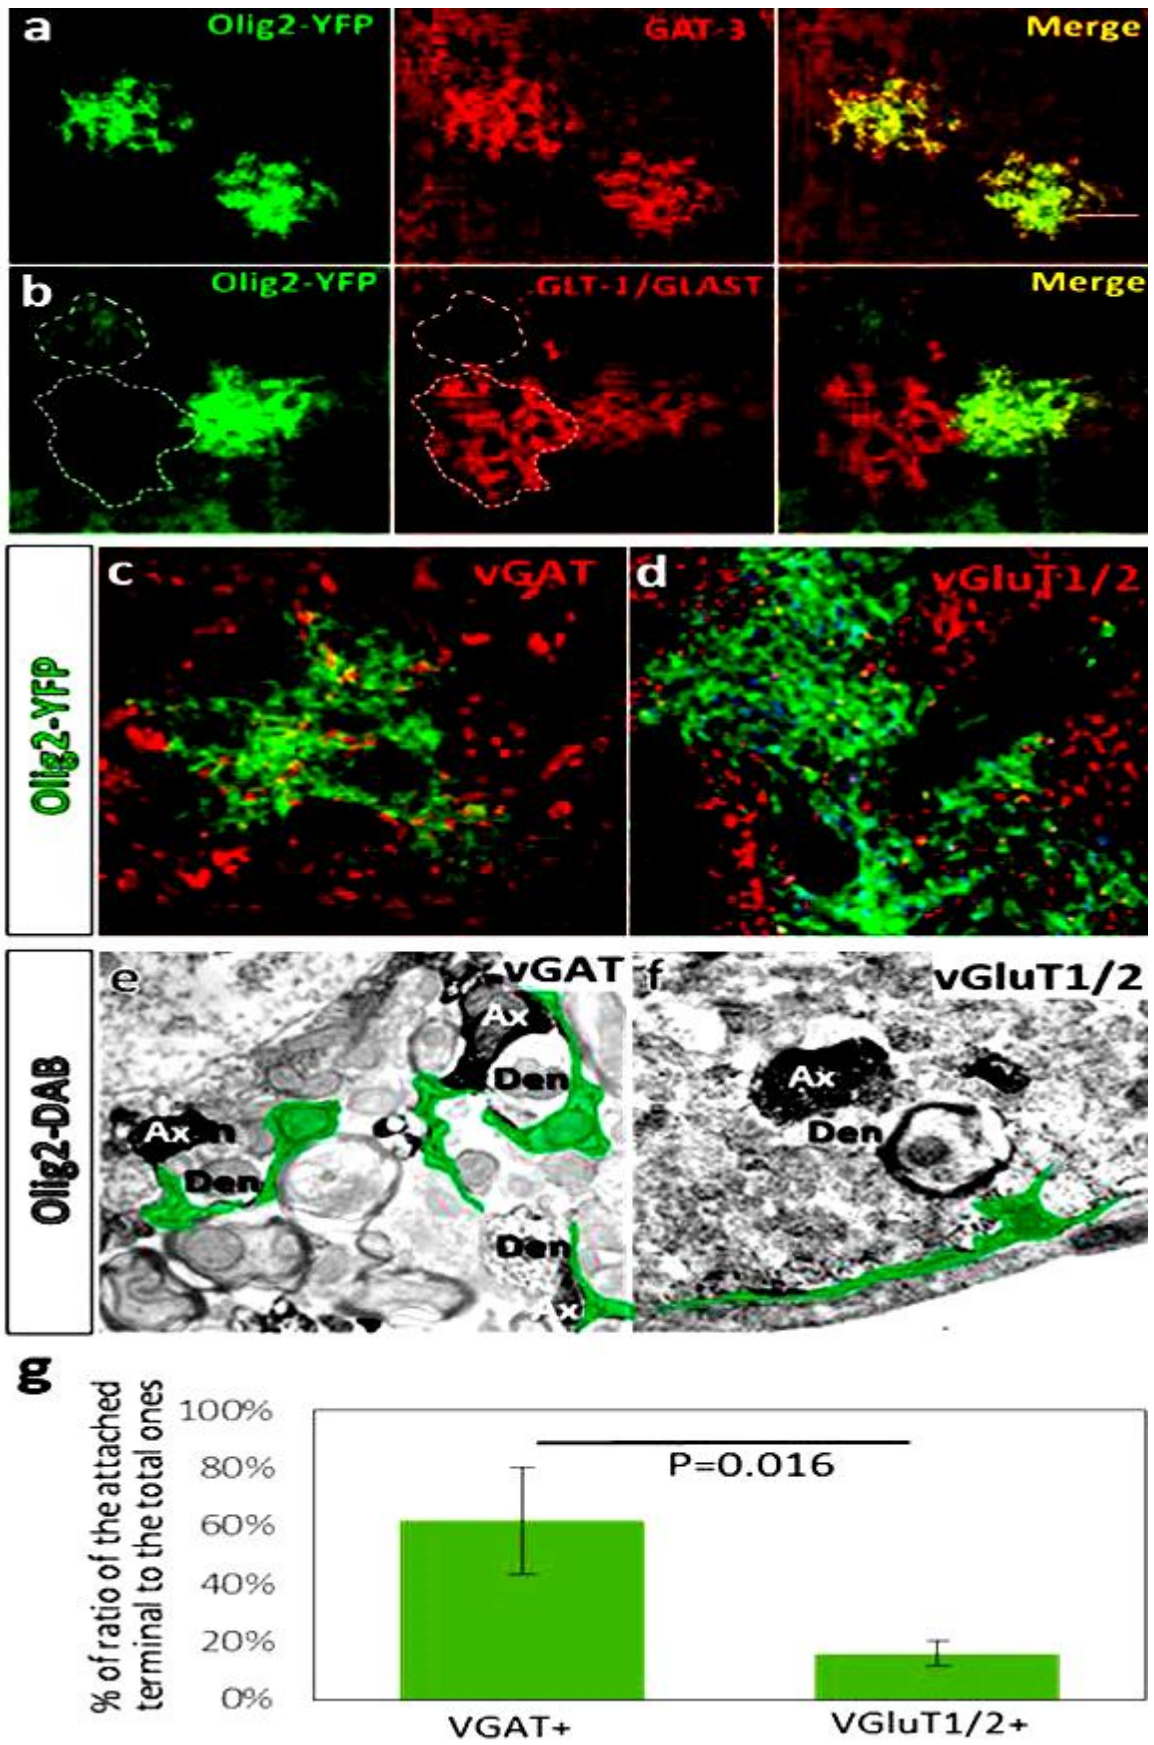 a Olig2-YFP GAT-3 Merge
b Olig2-YFP GLT-1/GLAST Merge
Olig2-YFP
c vGAT d vGluT1/2
Olig2-DAB
e vGAT f vGluT1/2
Ax
Den
Ax
Den
Den
Ax
Ax
Den
g
% of ratio of the attached
terminal to the total ones
100%
80%
60%
40%
20%
0%
P=0.016
VGAT+ VGluT1/2+